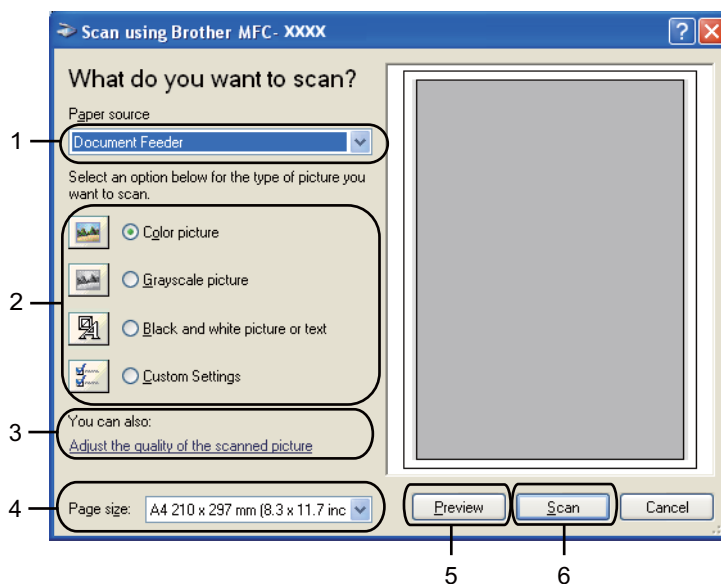 Scan using Brother MFC- XXXX
What do you want to scan?
Paper source
1
Document Feeder
Select an option below for the type of picture you
want to scan.
2
Color picture
Grayscale picture
Black and white picture or text
Custom Settings
3
You can also:
Adjust the quality of the scanned picture
4
Page size: A4 210 x 297 mm (8.3 x 11.7 inc
Preview
Scan
Cancel
5
6